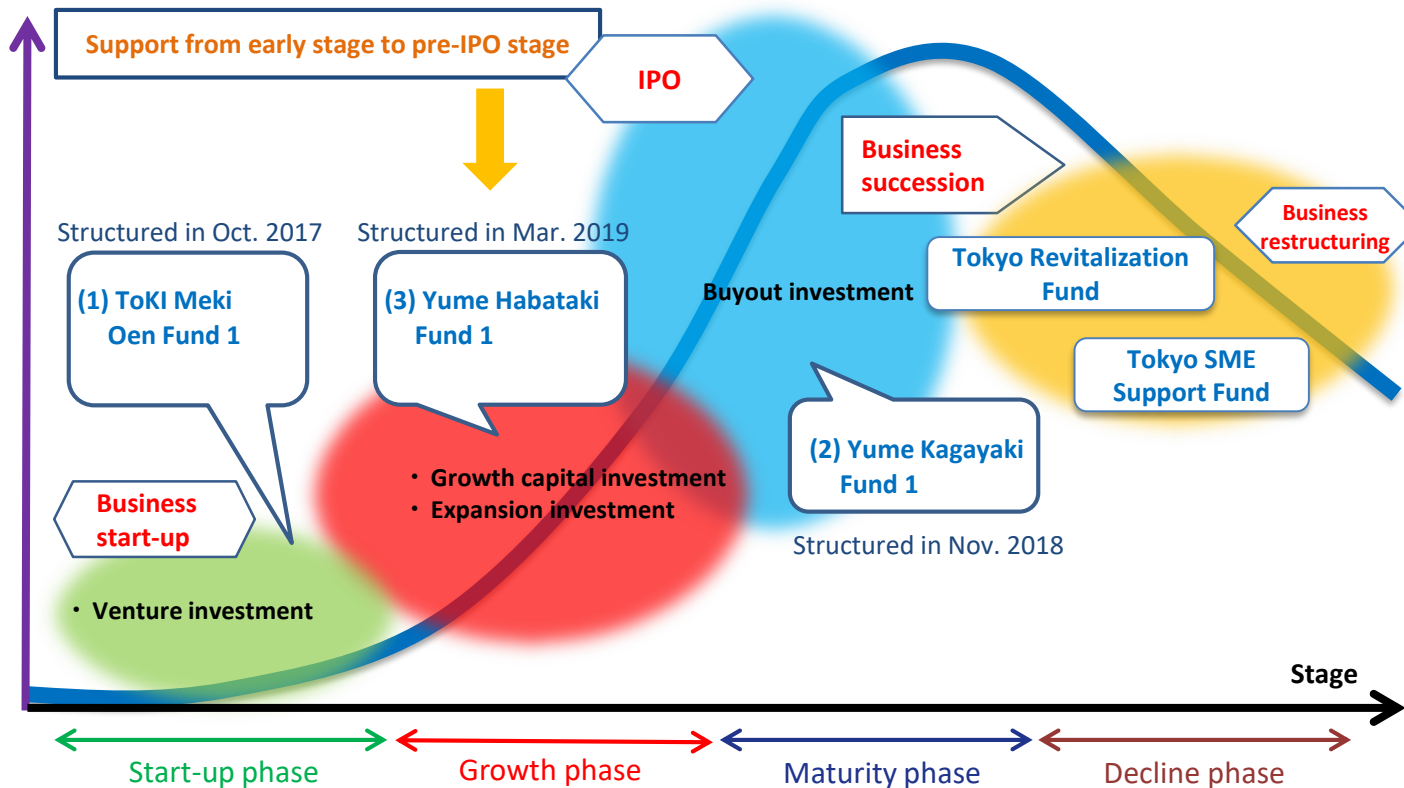 Support from early stage to pre-IPO stage
IPO
Business
succession
Business
restructuring
Structured in Oct. 2017
Structured in Mar. 2019
(1) ToKI Meki
Oen Fund 1
(3) Yume Habataki
Fund 1
Buyout investment
Tokyo Revitalization
Fund
Tokyo SME
Support Fund
(2) Yume Kagayaki
Fund 1
Structured in Nov. 2018
・ Growth capital investment
・ Expansion investment
Business
start-up
・ Venture investment
Stage
Start-up phase
Growth phase
Maturity phase
Decline phase